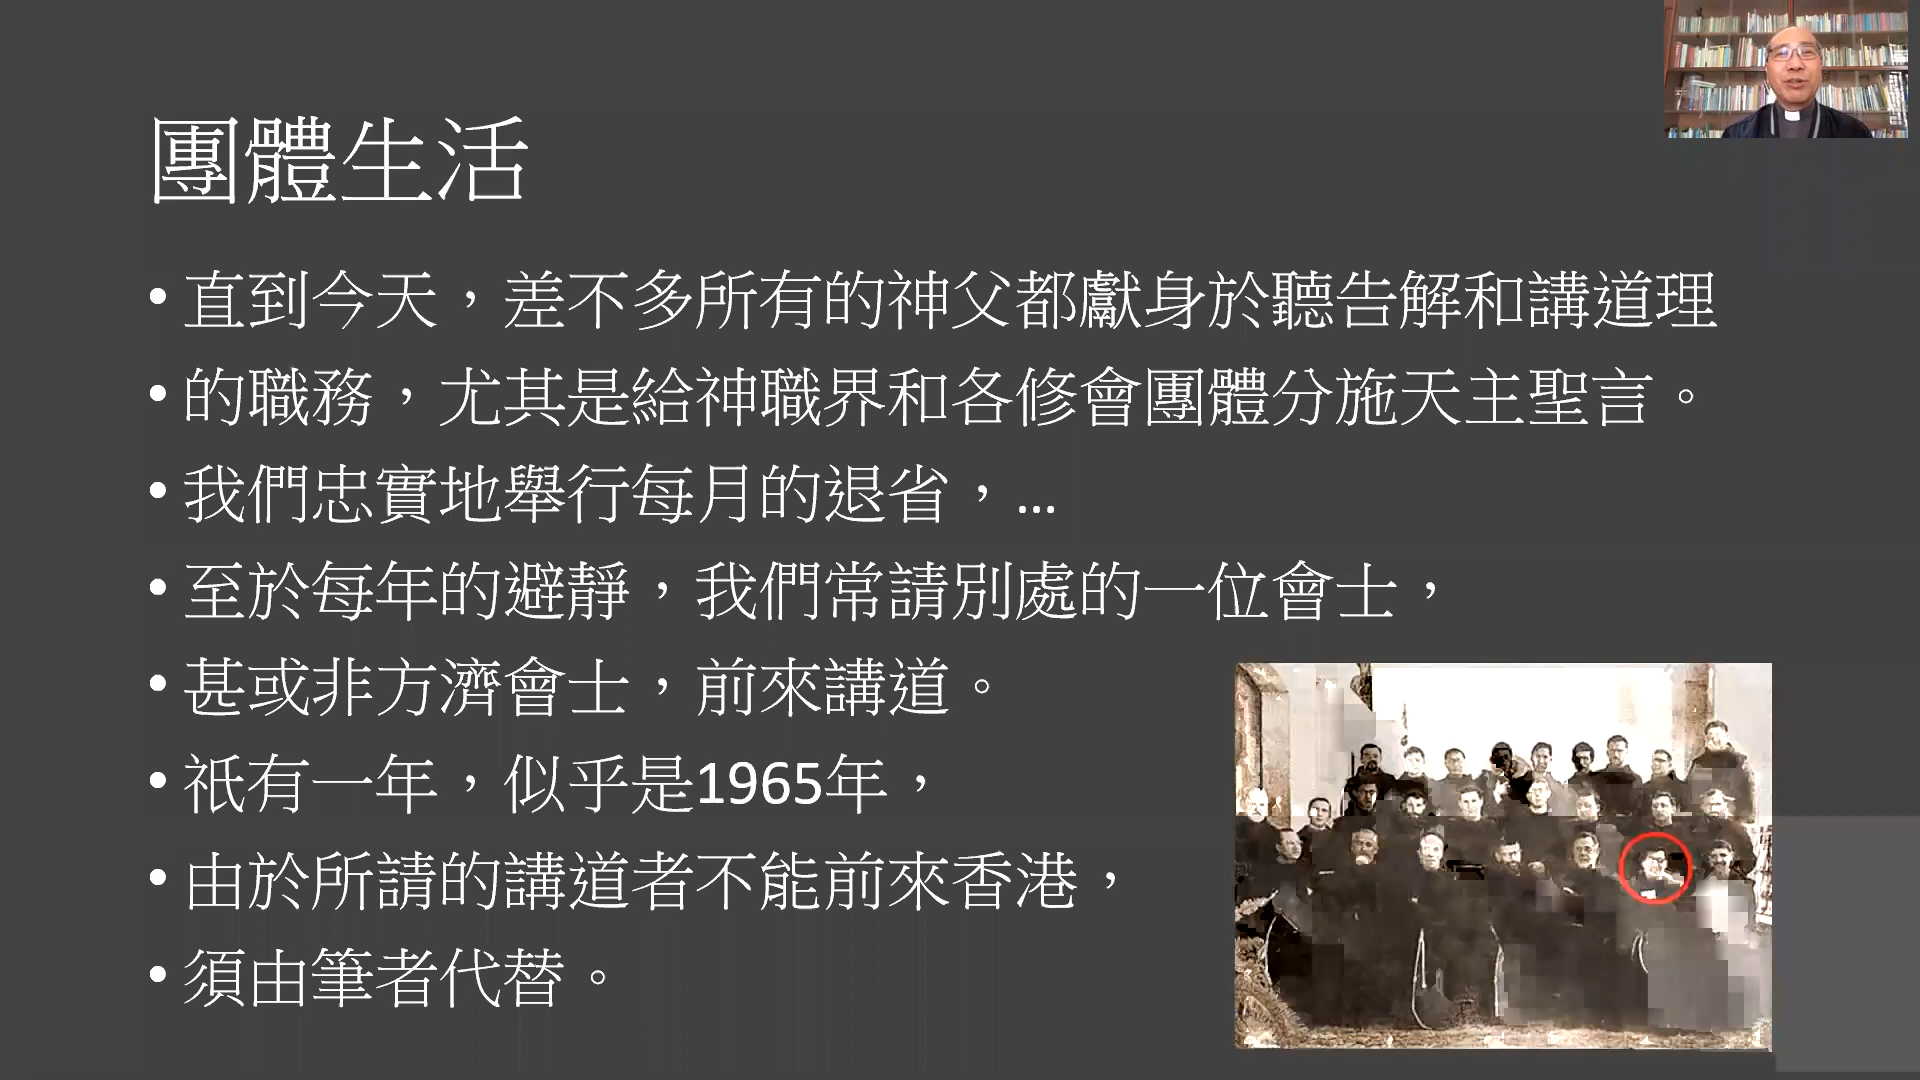 團體生活
• 直到今天，差不多所有的神父都獻身於聽告解和講道理
• 的職務，尤其是給神職界和各修會團體分施天主聖言。
• 我們忠實地舉行每月的退省，...
• 至於每年的避靜，我們常請別處的一位會士，
• 甚或非方濟會士，前來講道。
• 祇有一年，似乎是1965年，
• 由於所請的講道者不能前來香港，
• 須由筆者代替。